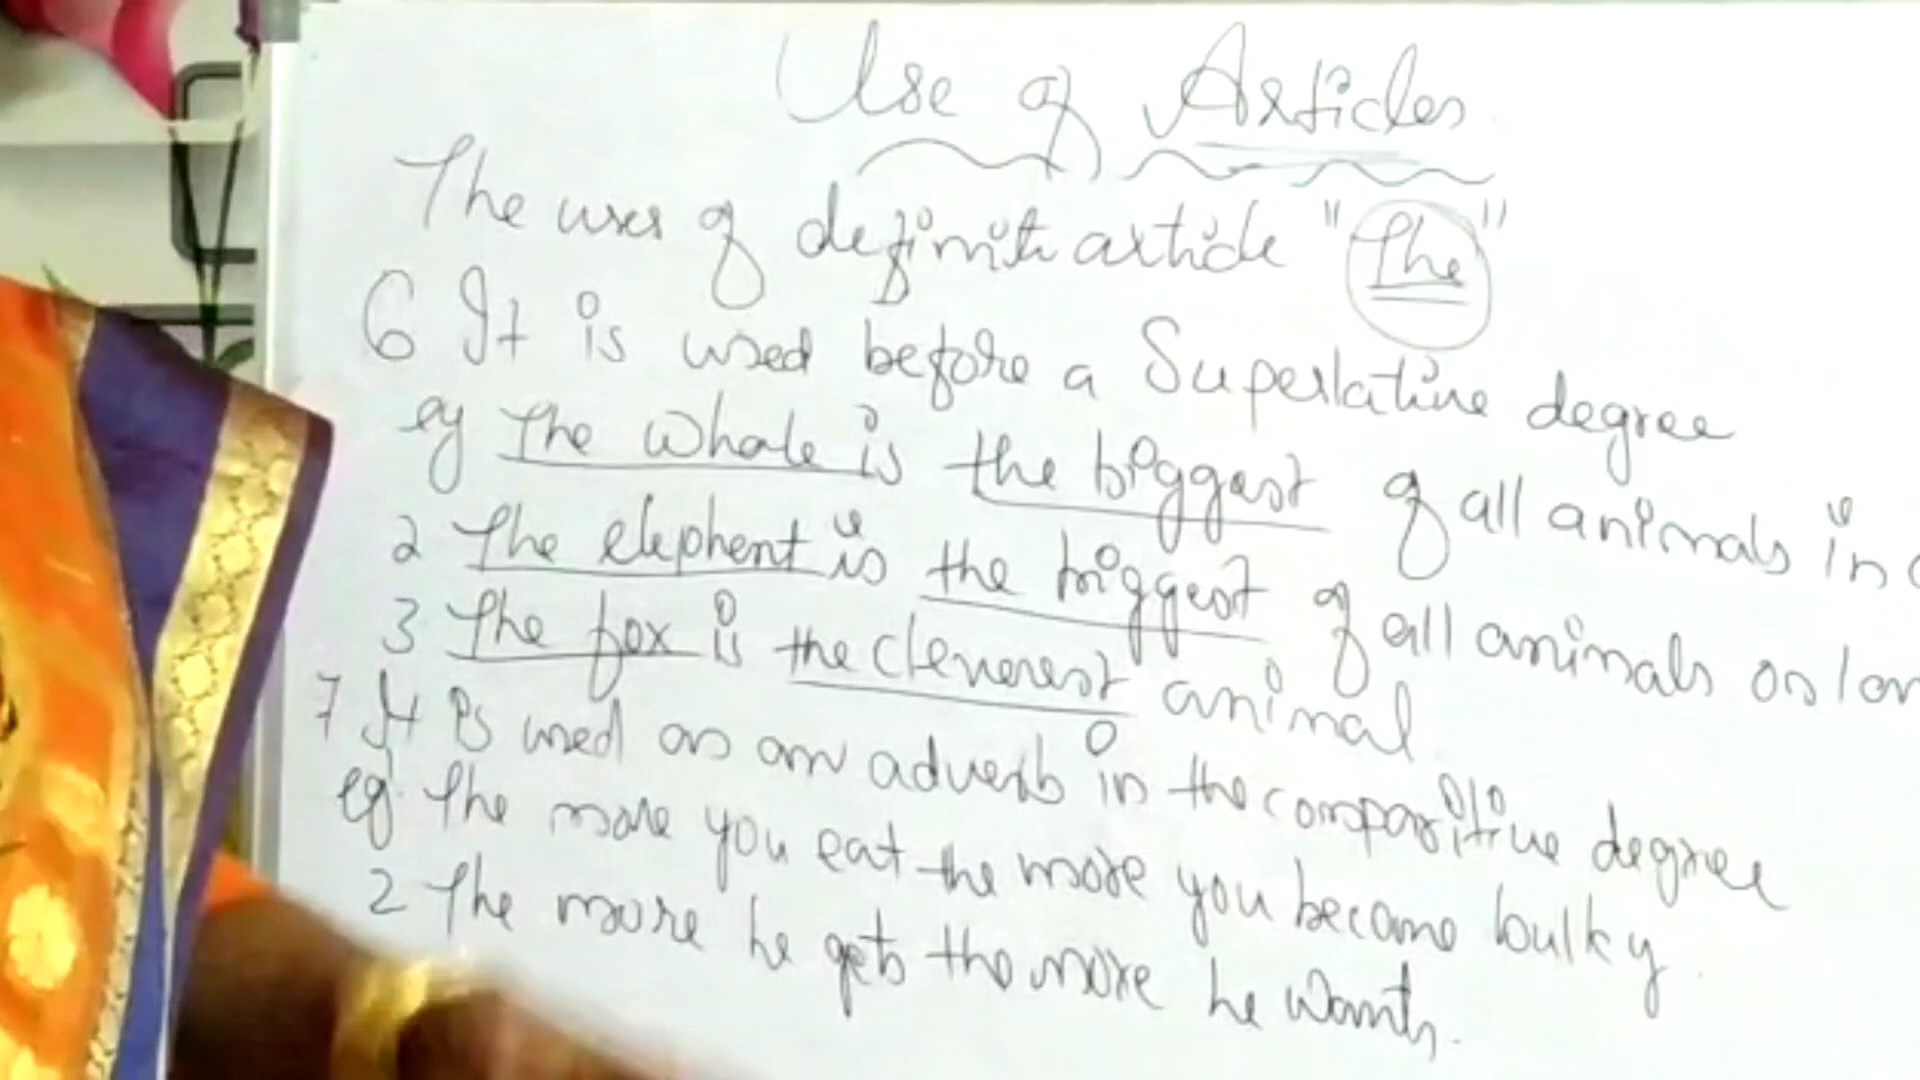 Use of Articles
The uses of definite article "The"
6 It is used before a Superlative degree
eg The whale is the biggest of all animals in
2 The elephent is the biggest of all animals on lan
3 The fox is the cleverest animal
7 It is used as an adverb in the comparitive degree
eg The more you eat the more you become bulky.
2 The more he gets the more he wants.